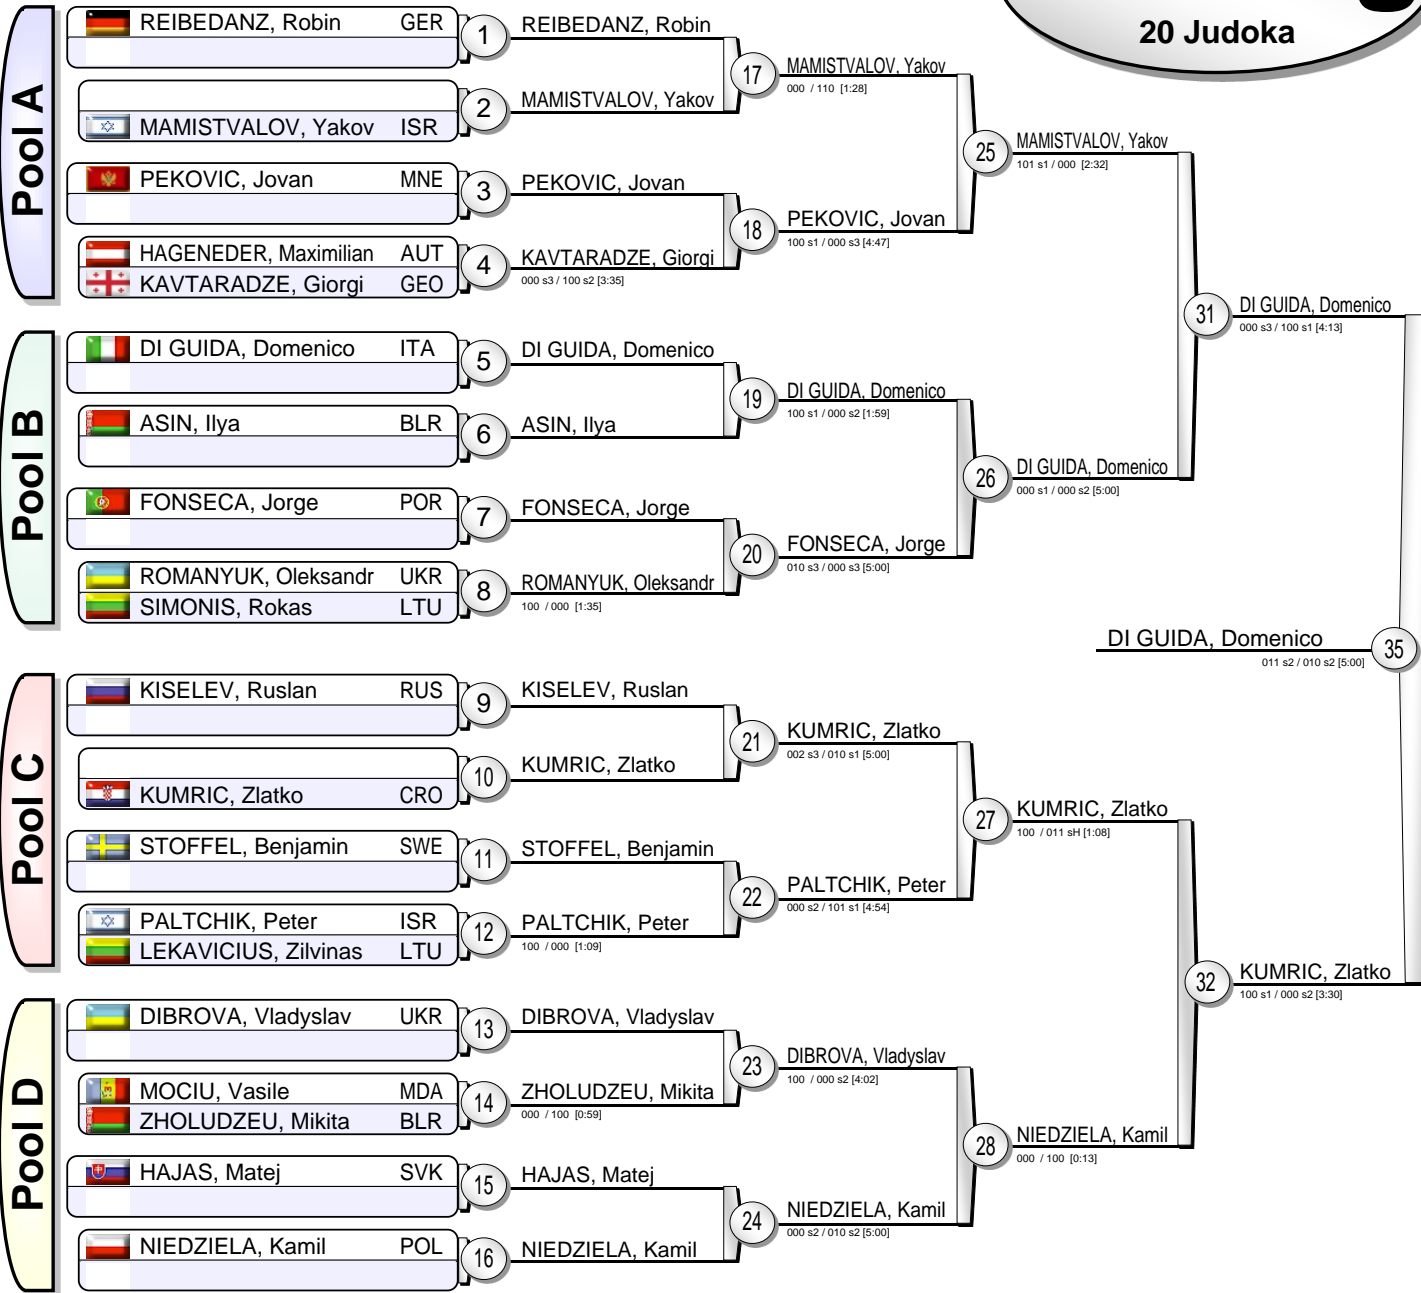 20 Judoka
Pool A
REIBEDANZ, Robin GER
1
REIBEDANZ, Robin
MAMISTVALOV, Yakov ISR
2
MAMISTVALOV, Yakov
17
MAMISTVALOV, Yakov
000 / 110 [1:28]
PEKOVIC, Jovan MNE
3
PEKOVIC, Jovan
HAGENEDER, Maximilian AUT
KAVTARADZE, Giorgi GEO
4
KAVTARADZE, Giorgi
000 s3 / 100 s2 [3:35]
18
PEKOVIC, Jovan
100 s1 / 000 s3 [4:47]
25
MAMISTVALOV, Yakov
101 s1 / 000 [2:32]
Pool B
DI GUIDA, Domenico ITA
5
DI GUIDA, Domenico
ASIN, Ilya BLR
6
ASIN, Ilya
19
DI GUIDA, Domenico
100 s1 / 000 s2 [1:59]
FONSECA, Jorge POR
7
FONSECA, Jorge
ROMANYUK, Oleksandr UKR
SIMONIS, Rokas LTU
8
ROMANYUK, Oleksandr
100 / 000 [1:35]
20
FONSECA, Jorge
010 s3 / 000 s3 [5:00]
26
DI GUIDA, Domenico
000 s1 / 000 s2 [5:00]
31
DI GUIDA, Domenico
000 s3 / 100 s1 [4:13]
DI GUIDA, Domenico
011 s2 / 010 s2 [5:00]
35
Pool C
KISELEV, Ruslan RUS
9
KISELEV, Ruslan
KUMRIC, Zlatko CRO
10
KUMRIC, Zlatko
21
KUMRIC, Zlatko
002 s3 / 010 s1 [5:00]
STOFFEL, Benjamin SWE
11
STOFFEL, Benjamin
PALTCHIK, Peter ISR
LEKAVICIUS, Zilvinas LTU
12
PALTCHIK, Peter
100 / 000 [1:09]
22
PALTCHIK, Peter
000 s2 / 101 s1 [4:54]
27
KUMRIC, Zlatko
100 / 011 sH [1:08]
Pool D
DIBROVA, Vladyslav UKR
13
DIBROVA, Vladyslav
MOCIU, Vasile MDA
ZHOLUDZEU, Mikita BLR
14
ZHOLUDZEU, Mikita
000 / 100 [0:59]
23
DIBROVA, Vladyslav
100 / 000 s2 [4:02]
HAJAS, Matej SVK
15
HAJAS, Matej
NIEDZIELA, Kamil POL
16
NIEDZIELA, Kamil
24
NIEDZIELA, Kamil
000 s2 / 010 s2 [5:00]
28
NIEDZIELA, Kamil
000 / 100 [0:13]
32
KUMRIC, Zlatko
100 s1 / 000 s2 [3:30]